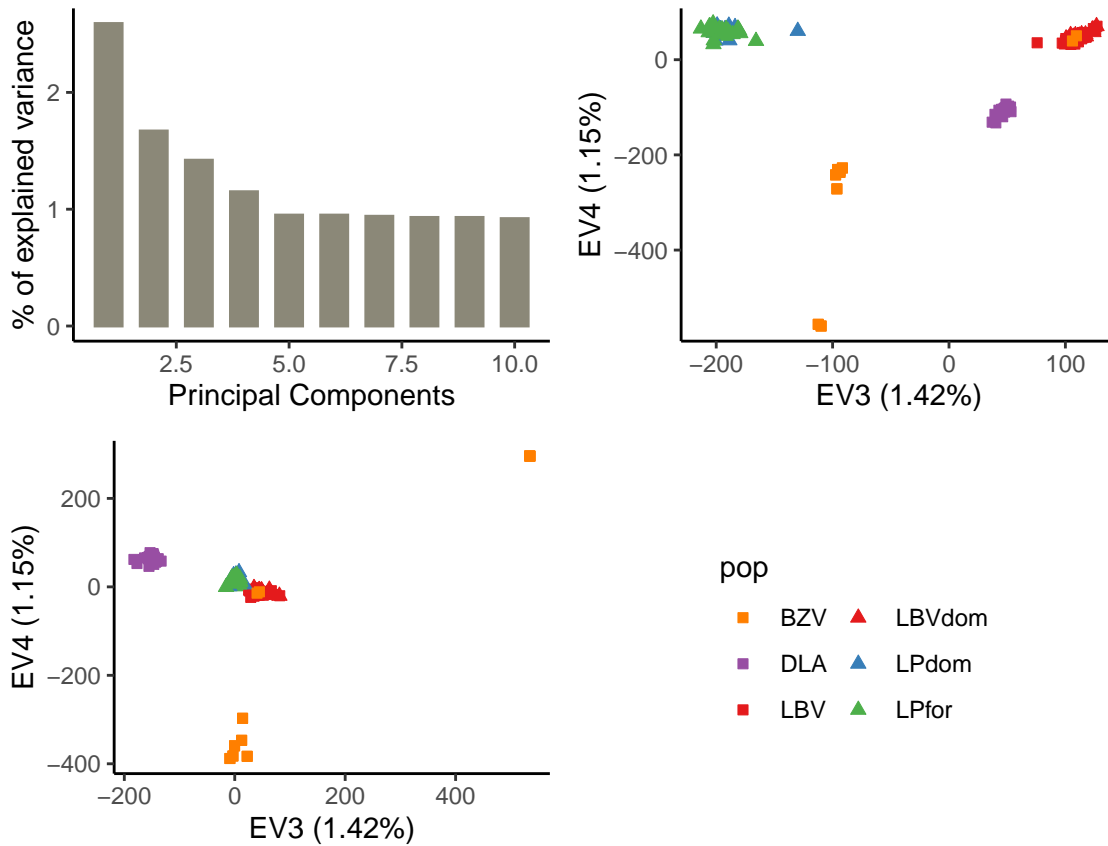 % of explained variance
2
1
0
2.5 5.0 7.5 10.0
Principal Components
EV4 (1.15%)
0
−200
−400
−200 −100 0 100
EV3 (1.42%)
EV4 (1.15%)
200
0
−200
−400
−200 0 200 400
EV3 (1.42%)
pop
BZV LBVdom
DLA LPdom
LBV LPfor